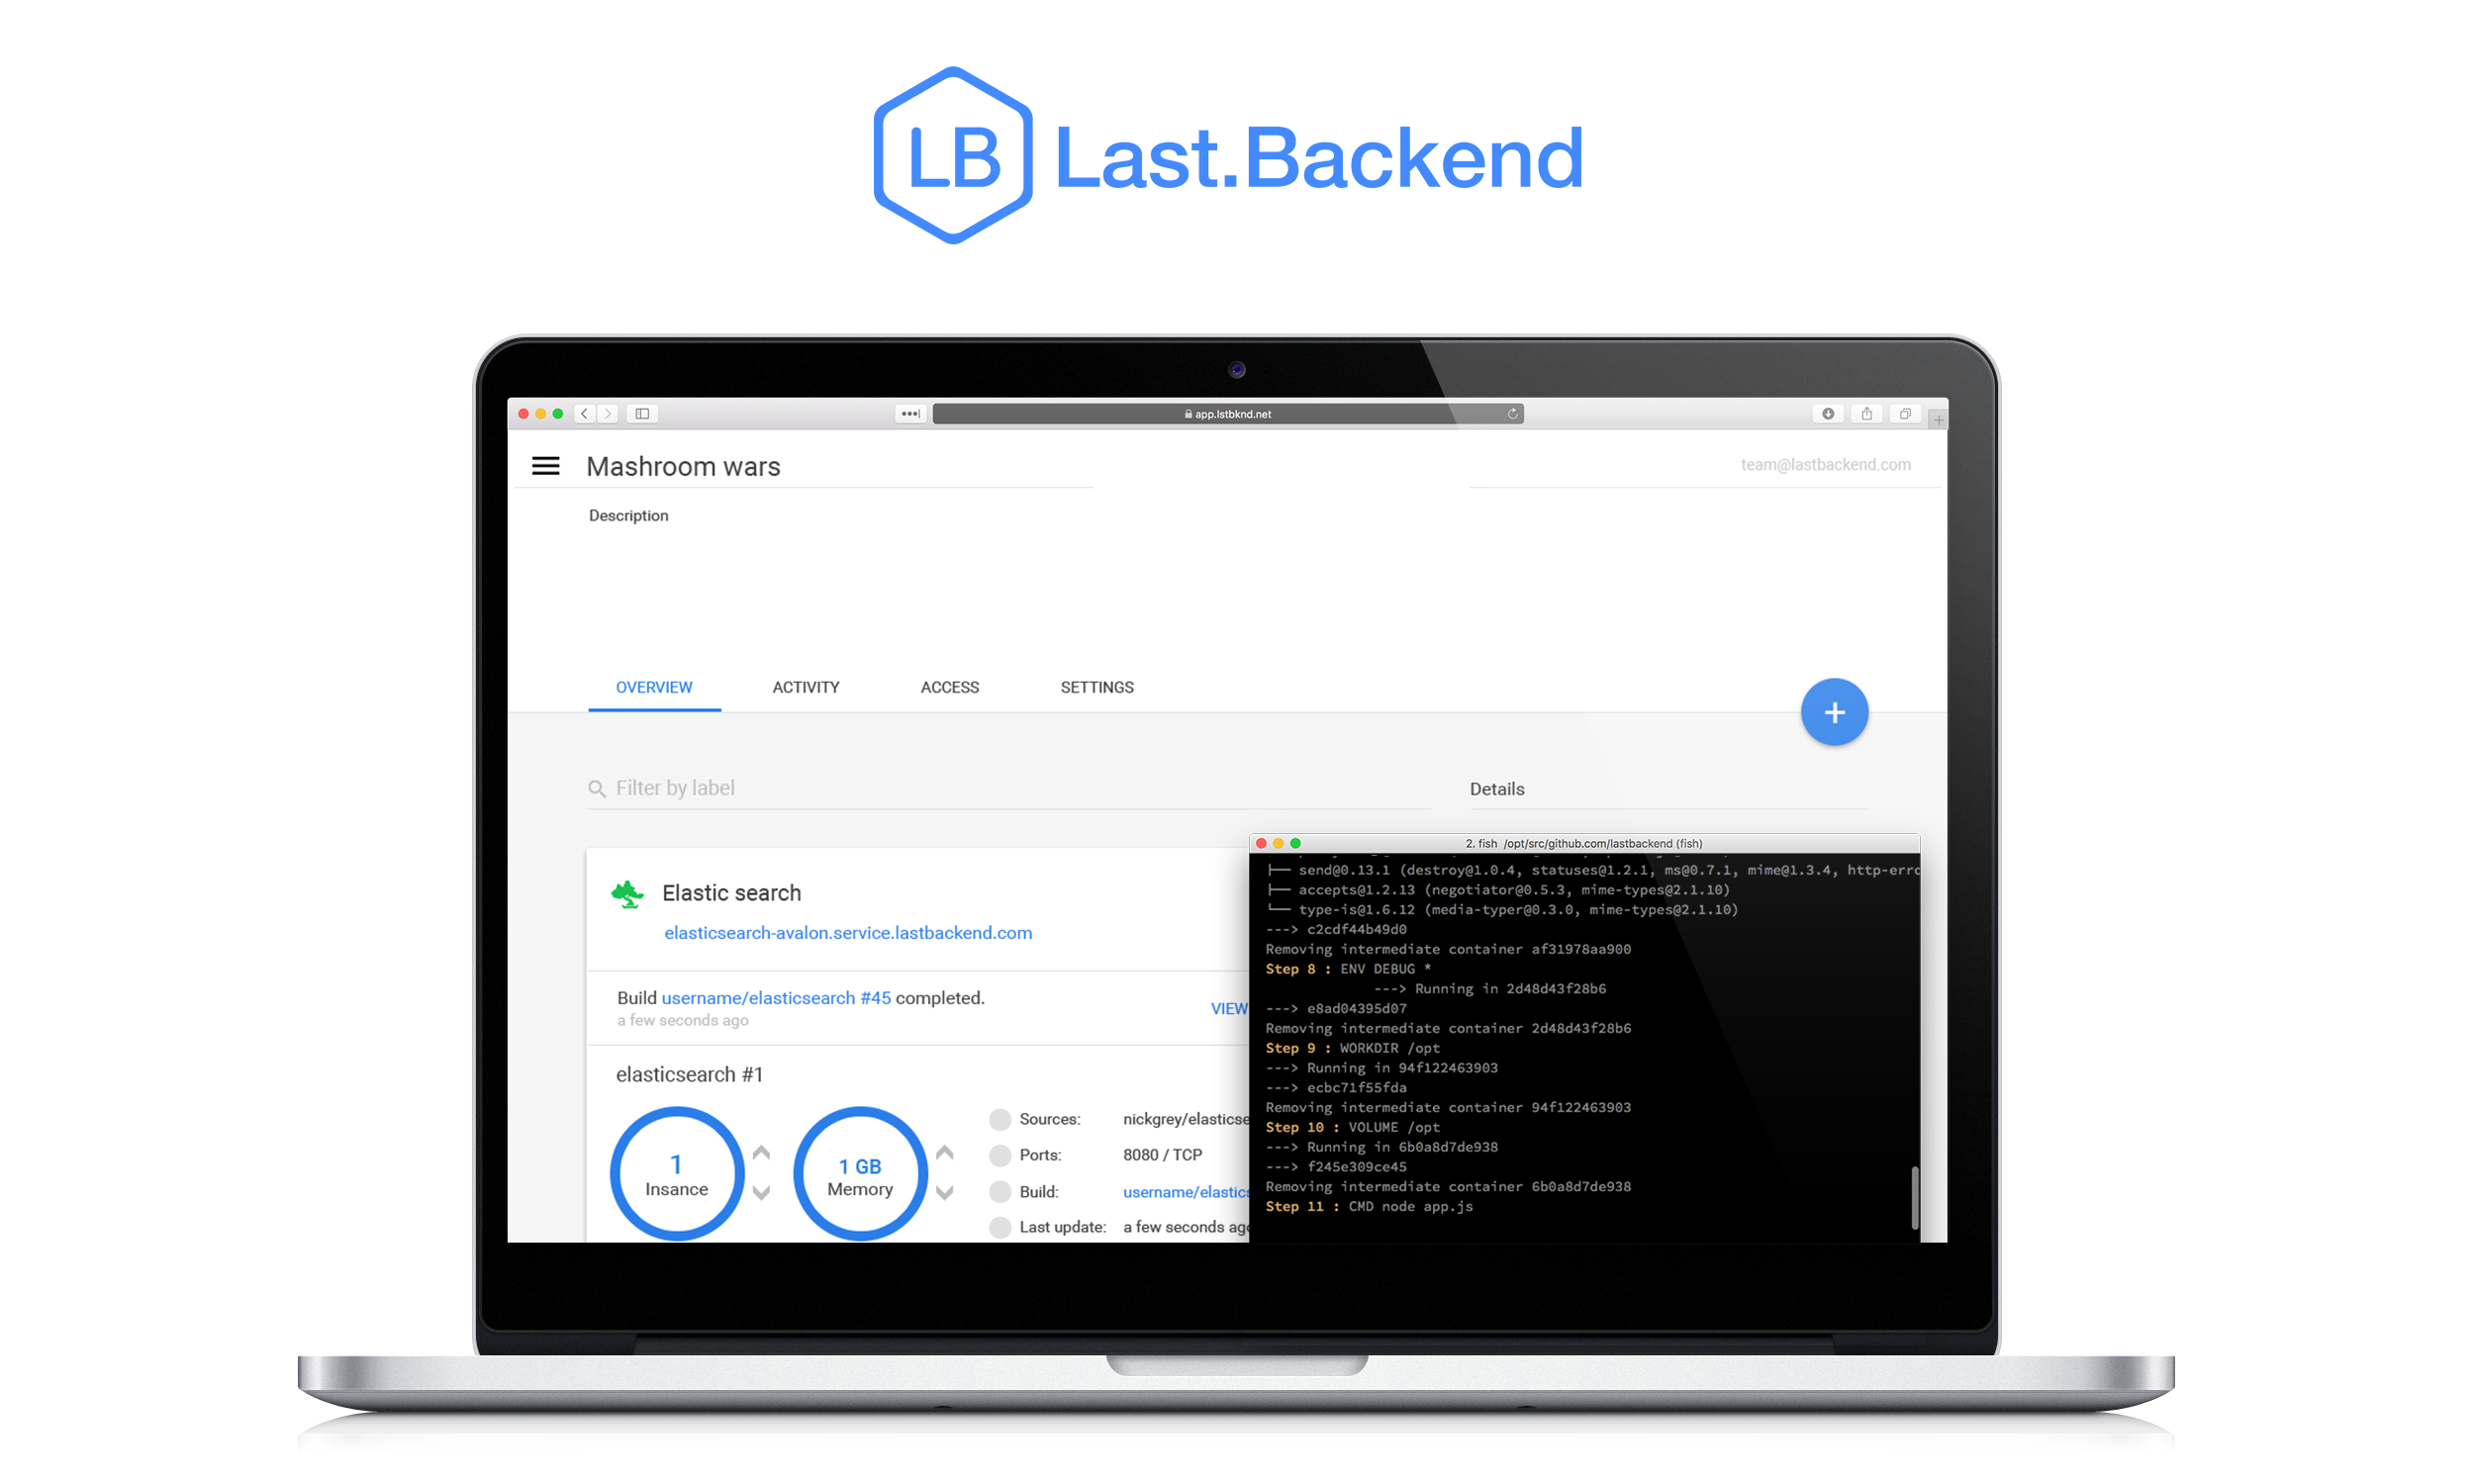 LB Last.Backend
app.lstbknd.net
Mashroom wars
team@lastbackend.com
Description
OVERVIEW ACTIVITY ACCESS SETTINGS
+
Filter by label
Details
Elastic search
elasticsearch-avalon.service.lastbackend.com
Build username/elasticsearch #45 completed.
a few seconds ago
VIEW
elasticsearch #1
1
Insance
1 GB
Memory
Sources: nickgrey/elasticse
Ports: 8080 / TCP
Build: username/elastics
Last update: a few seconds ago
2. fish /opt/src/github.com/lastbackend (fish)
├── send@0.13.1 (destroy@1.0.4, statuses@1.2.1, ms@0.7.1, mime@1.3.4, http-erro
├── accepts@1.2.13 (negotiator@0.5.3, mime-types@2.1.10)
└── type-is@1.6.12 (media-typer@0.3.0, mime-types@2.1.10)
---> c2cdf44b49d0
Removing intermediate container af31978aa900
Step 8 : ENV DEBUG *
---> Running in 2d48d43f28b6
---> e8ad04395d07
Removing intermediate container 2d48d43f28b6
Step 9 : WORKDIR /opt
---> Running in 94f122463903
---> ecbc71f55fda
Removing intermediate container 94f122463903
Step 10 : VOLUME /opt
---> Running in 6b0a8d7de938
---> f245e309ce45
Removing intermediate container 6b0a8d7de938
Step 11 : CMD node app.js